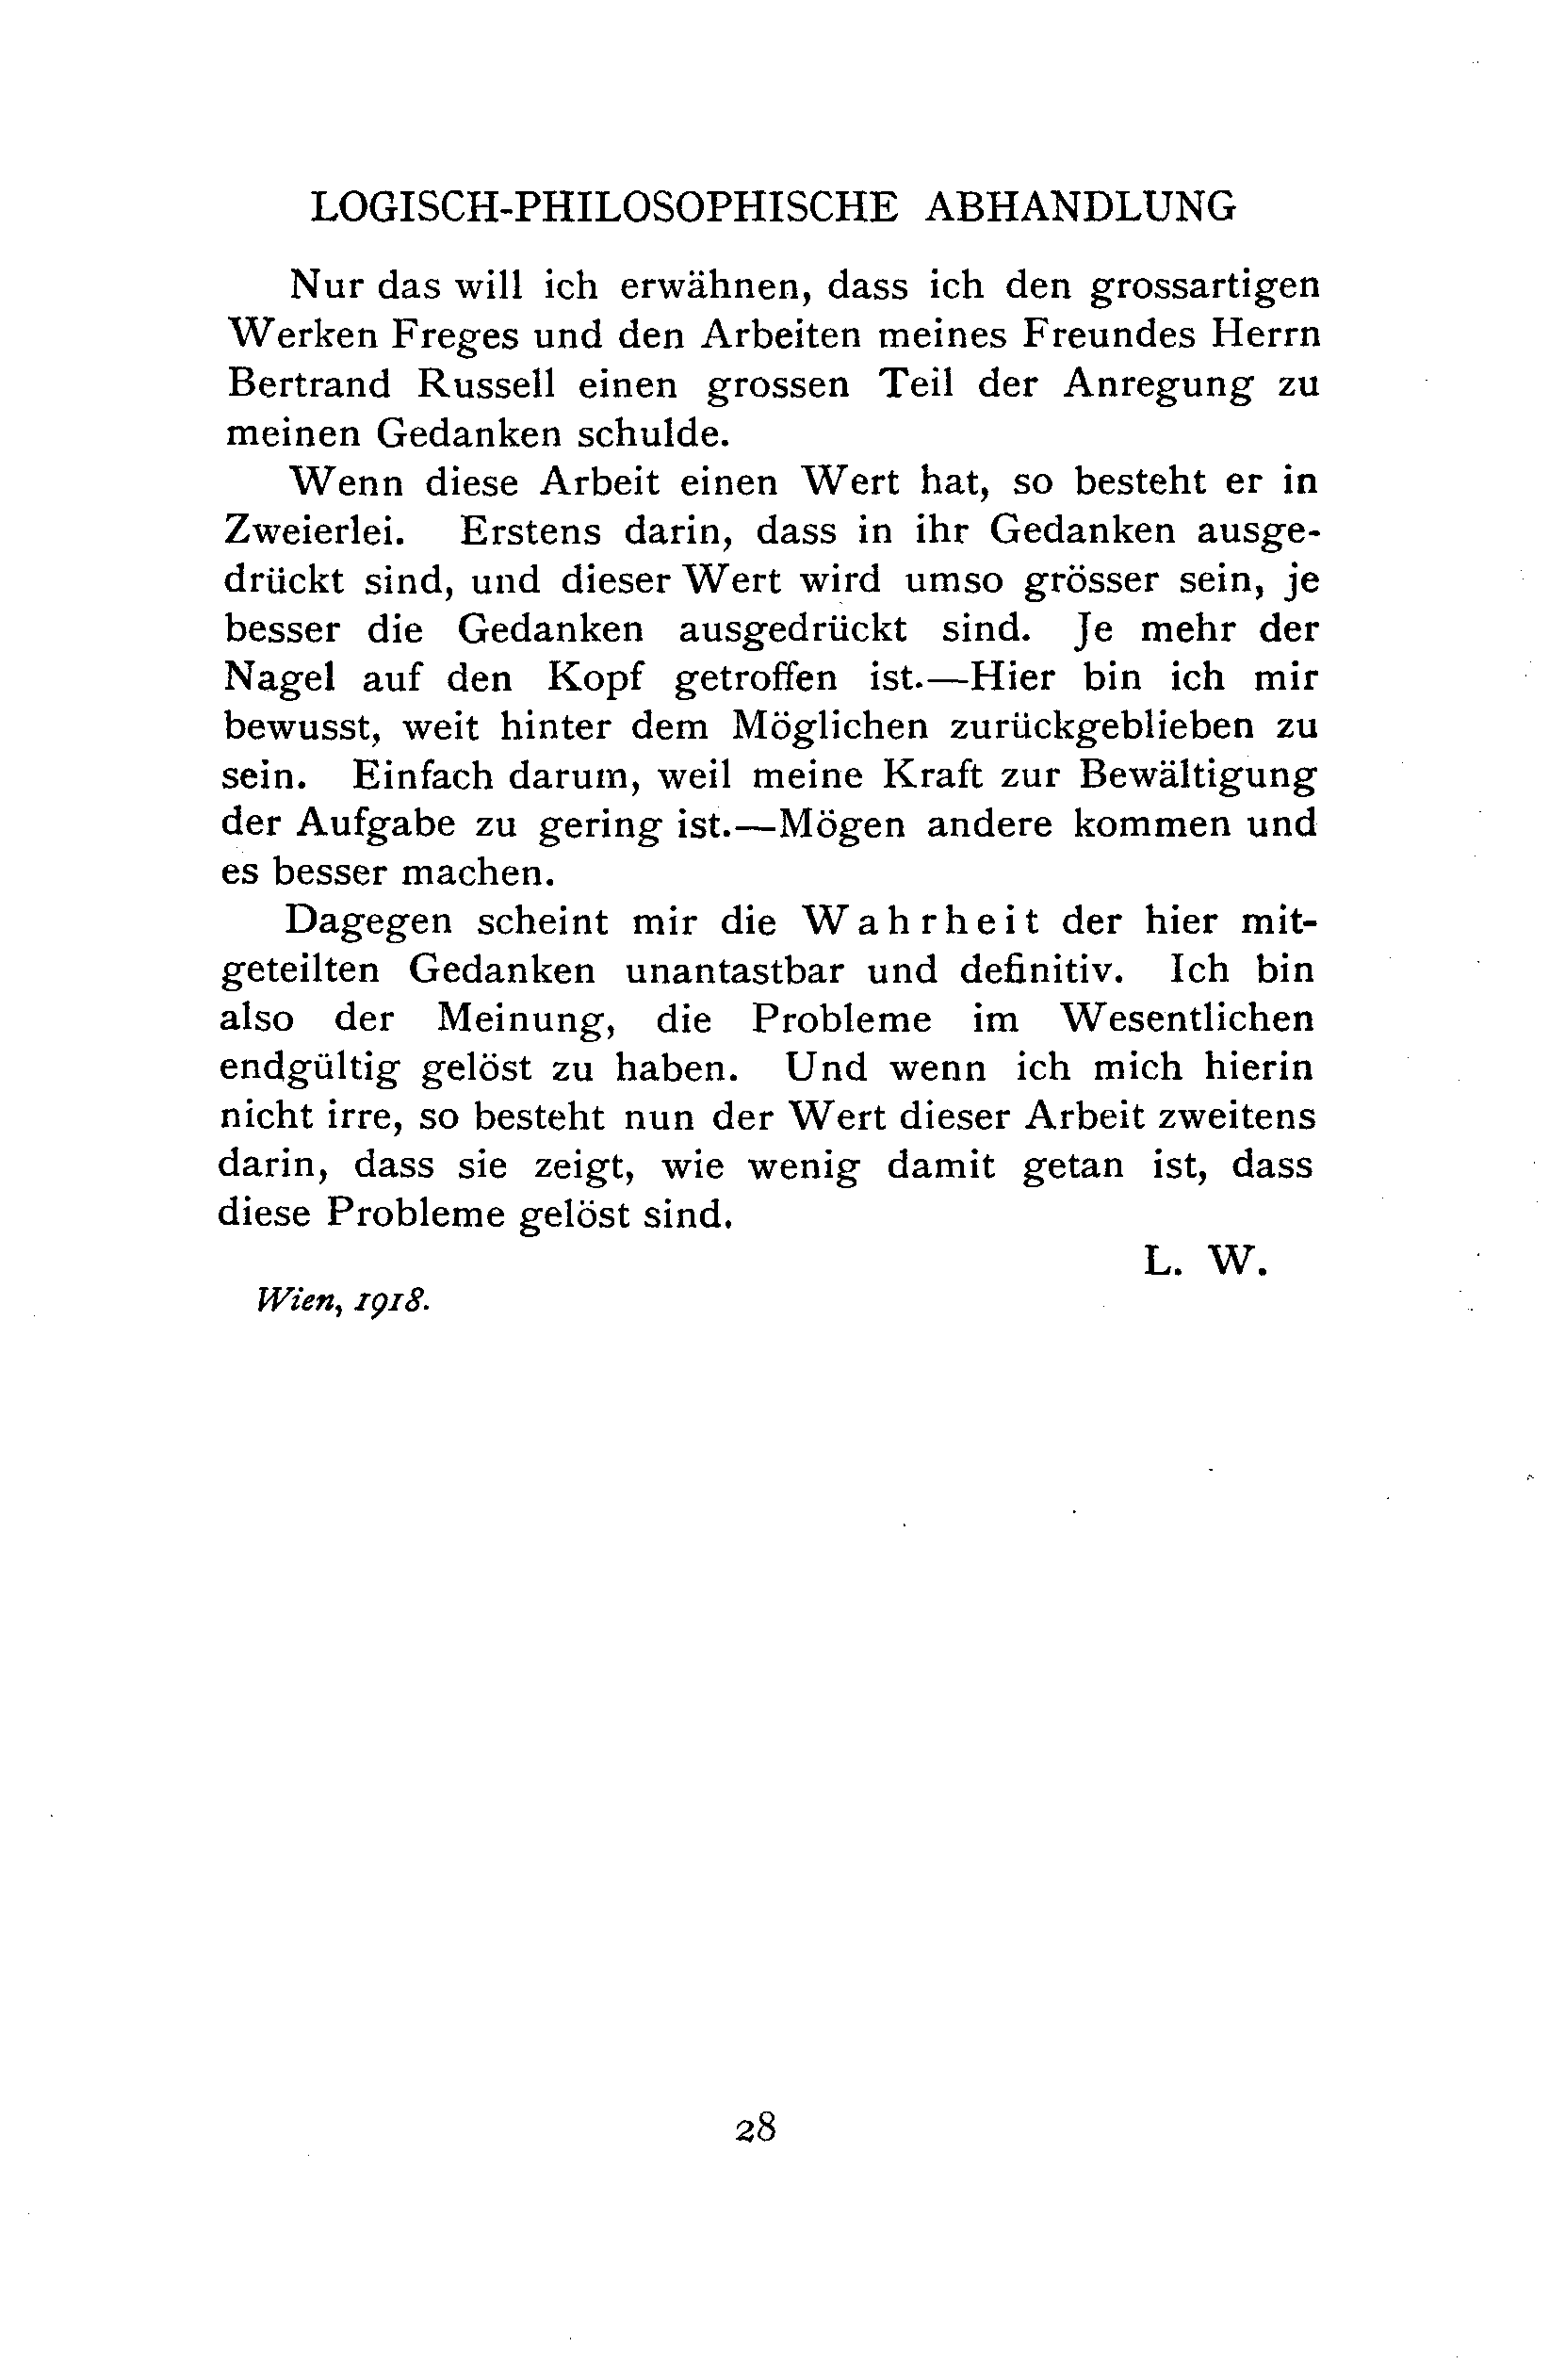 LOGISCH-PHILOSOPHISCHE ABHANDLUNG
Nur das will ich erwähnen, dass ich den grossartigen
Werken Freges und den Arbeiten meines Freundes Herrn
Bertrand Russell einen grossen Teil der Anregung zu
meinen Gedanken schulde.
Wenn diese Arbeit einen Wert hat, so besteht er in
Zweierlei. Erstens darin, dass in ihr Gedanken ausge-
drückt sind, und dieser Wert wird umso grösser sein, je
besser die Gedanken ausgedrückt sind. Je mehr der
Nagel auf den Kopf getroffen ist.—Hier bin ich mir
bewusst, weit hinter dem Möglichen zurückgeblieben zu
sein. Einfach darum, weil meine Kraft zur Bewältigung
der Aufgabe zu gering ist.—Mögen andere kommen und
es besser machen.
Dagegen scheint mir die Wahrheit der hier mit-
geteilten Gedanken unantastbar und definitiv. Ich bin
also der Meinung, die Probleme im Wesentlichen
endgültig gelöst zu haben. Und wenn ich mich hierin
nicht irre, so besteht nun der Wert dieser Arbeit zweitens
darin, dass sie zeigt, wie wenig damit getan ist, dass
diese Probleme gelöst sind.
L. W.
Wien, 1918.
28